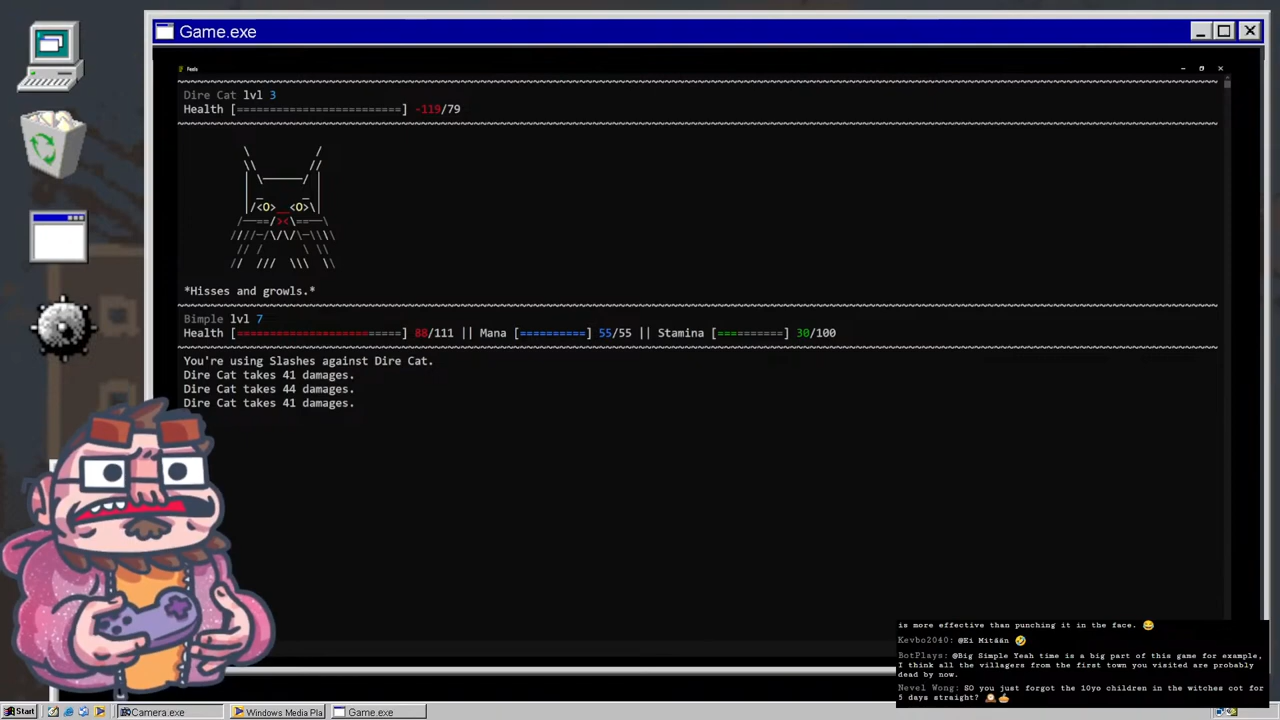 Game.exe
Feelo
Dire Cat lvl 3
Health [=========================] -119/79
*Hisses and growls.*
Bimple lvl 7
Health [=========================] 88/111 || Mana [==========] 55/55 || Stamina [==========] 30/100
You're using Slashes against Dire Cat.
Dire Cat takes 41 damages.
Dire Cat takes 44 damages.
Dire Cat takes 41 damages.
is more effective than punching it in the face. 😂
Kevbo2040: @Ei Mitään 🤣
BotPlays: @Big Simple Yeah time is a big part of this game for example,
I think all the villagers from the first town you visited are probably
dead by now.
Nevel Wong: SO you just forgot the 10yo children in the witches cot for
5 days straight?
Start
Camera.exe
Windows Media Pla
Game.exe